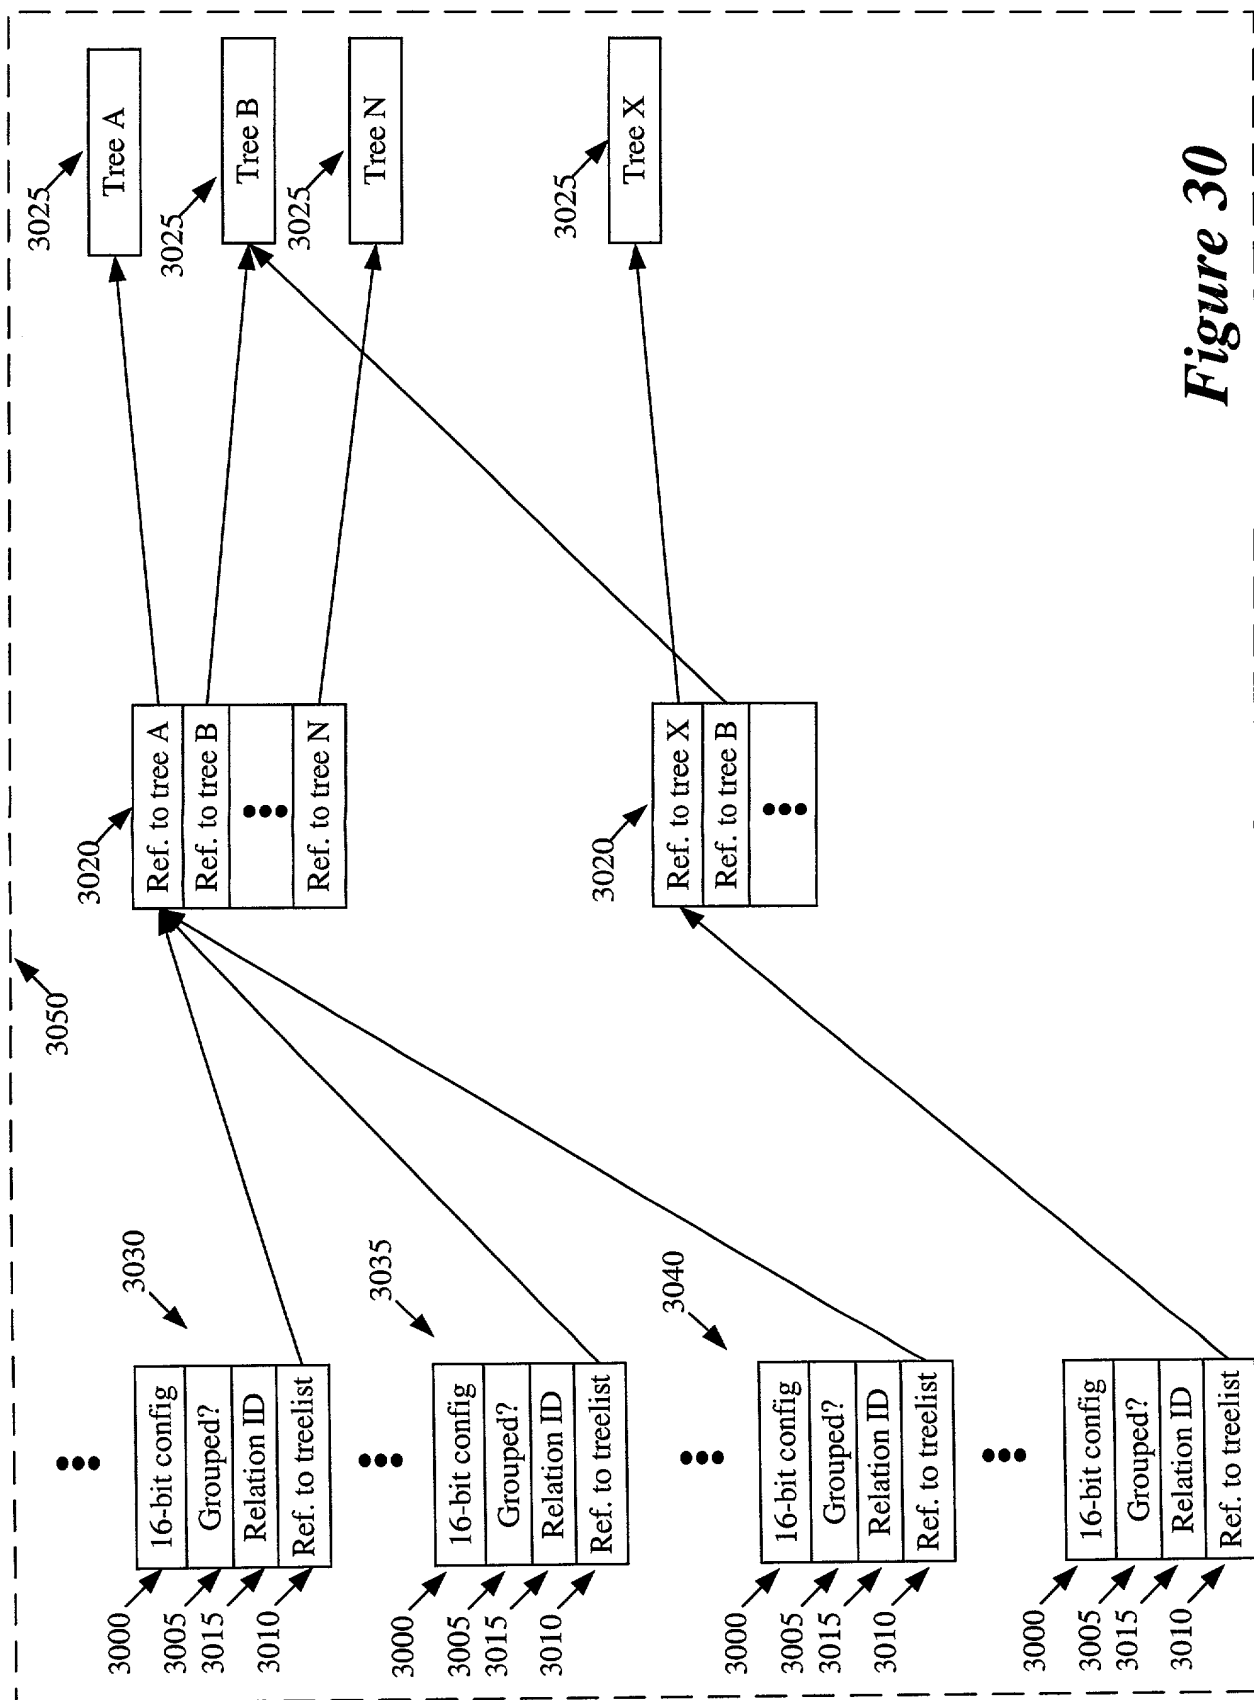 3050
3030
16-bit config
Grouped?
Relation ID
Ref. to treelist
3000
3005
3015
3010
3035
16-bit config
Grouped?
Relation ID
Ref. to treelist
3000
3005
3015
3010
3040
16-bit config
Grouped?
Relation ID
Ref. to treelist
3000
3005
3015
3010
16-bit config
Grouped?
Relation ID
Ref. to treelist
3000
3005
3015
3010
3020
Ref. to tree A
Ref. to tree B
Ref. to tree N
3020
Ref. to tree X
Ref. to tree B
3025
Tree A
3025
Tree B
3025
Tree N
3025
Tree X
Figure 30